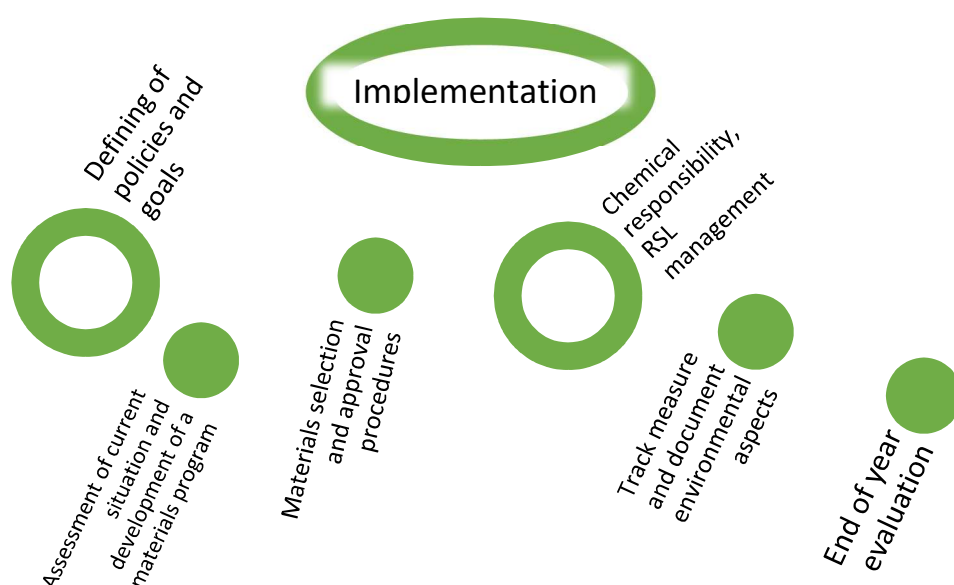 Implementation
Defining of
policies and
goals
Assessment of current
situation and
development of a
materials program
Materials selection
and approval
procedures
Chemical
responsibility,
RSL
management
Track measure
and document
environmental
aspects
End of year
evaluation